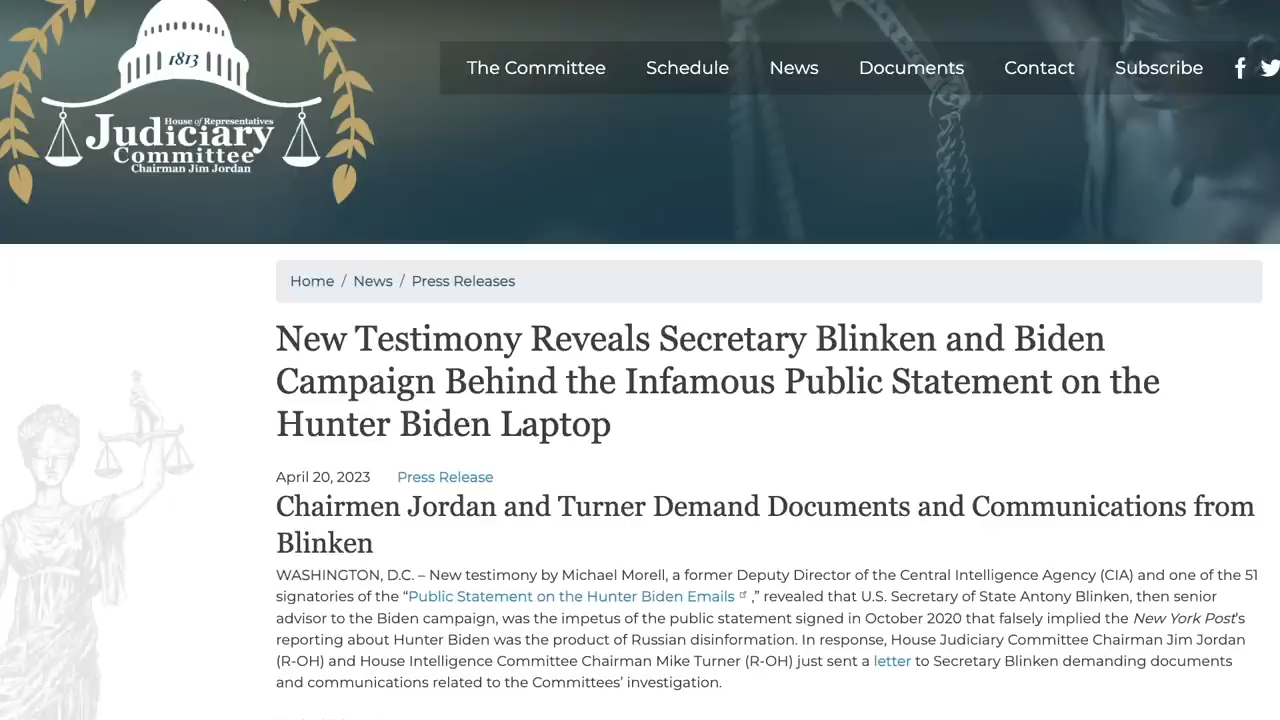 1813
House of Representatives
Judiciary
Committee
Chairman Jim Jordan
The Committee Schedule News Documents Contact Subscribe
Home / News / Press Releases
New Testimony Reveals Secretary Blinken and Biden
Campaign Behind the Infamous Public Statement on the
Hunter Biden Laptop
April 20, 2023 Press Release
Chairmen Jordan and Turner Demand Documents and Communications from
Blinken
WASHINGTON, D.C. – New testimony by Michael Morell, a former Deputy Director of the Central Intelligence Agency (CIA) and one of the 51
signatories of the “Public Statement on the Hunter Biden Emails ,” revealed that U.S. Secretary of State Antony Blinken, then senior
advisor to the Biden campaign, was the impetus of the public statement signed in October 2020 that falsely implied the New York Post's
reporting about Hunter Biden was the product of Russian disinformation. In response, House Judiciary Committee Chairman Jim Jordan
(R-OH) and House Intelligence Committee Chairman Mike Turner (R-OH) just sent a letter to Secretary Blinken demanding documents
and communications related to the Committees’ investigation.